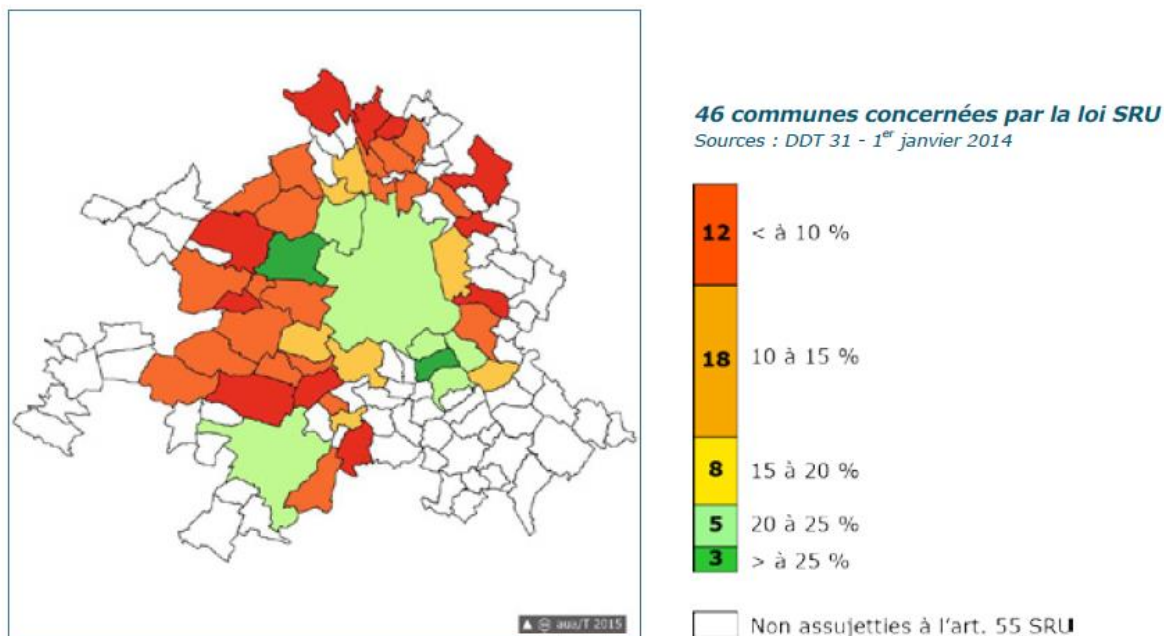 46 communes concernées par la loi SRU
Sources : DDT 31 - 1er janvier 2014
12 < à 10 %
18 10 à 15 %
8 15 à 20 %
5 20 à 25 %
3 > à 25 %
Non assujetties à l'art. 55 SRU
aua/T 2015